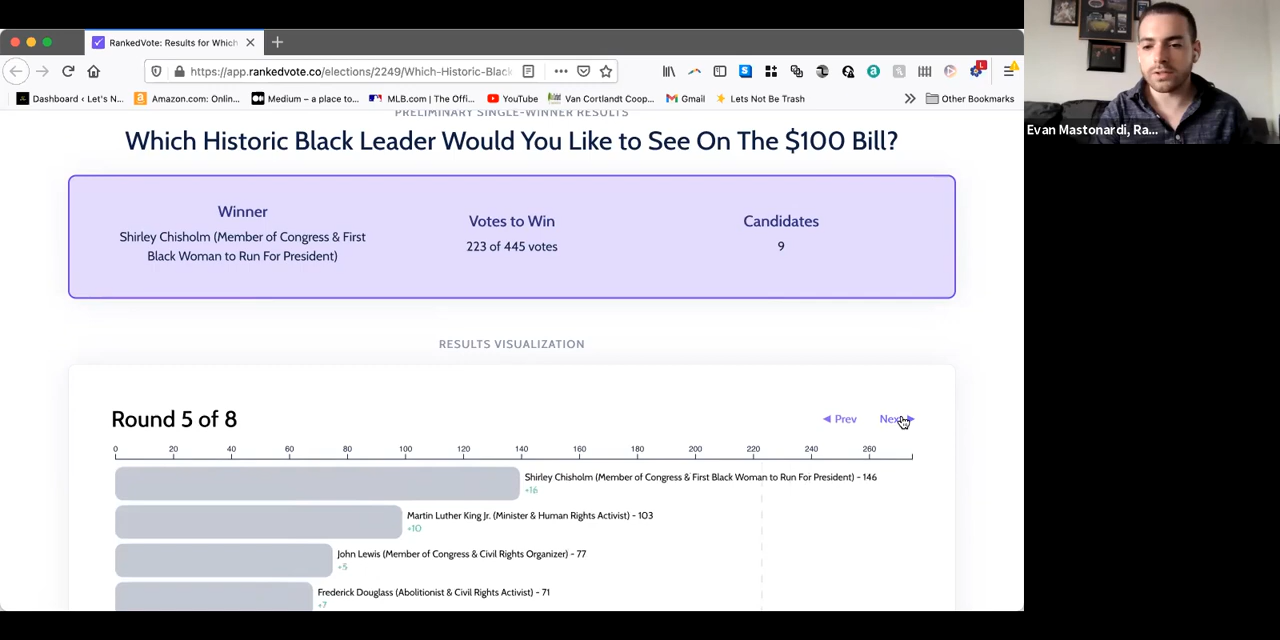 RankedVote: Results for Which
https://app.rankedvote.co/elections/2249/Which-Historic-Black
Dashboard ‹ Let's N...
Amazon.com: Onlin...
Medium – a place to...
MLB.com | The Offi...
YouTube
Van Cortlandt Coop...
Gmail
Lets Not Be Trash
Other Bookmarks
Evan Mastonardi, Ra...
PRELIMINARY SINGLE-WINNER RESULTS
Which Historic Black Leader Would You Like to See On The $100 Bill?
Winner
Shirley Chisholm (Member of Congress & First
Black Woman to Run For President)
Votes to Win
223 of 445 votes
Candidates
9
RESULTS VISUALIZATION
Round 5 of 8
◀ Prev
Next ▶
0 20 40 60 80 100 120 140 160 180 200 220 240 260
Shirley Chisholm (Member of Congress & First Black Woman to Run For President) - 146
+16
Martin Luther King Jr. (Minister & Human Rights Activist) - 103
+10
John Lewis (Member of Congress & Civil Rights Organizer) - 77
+5
Frederick Douglass (Abolitionist & Civil Rights Activist) - 71
+7